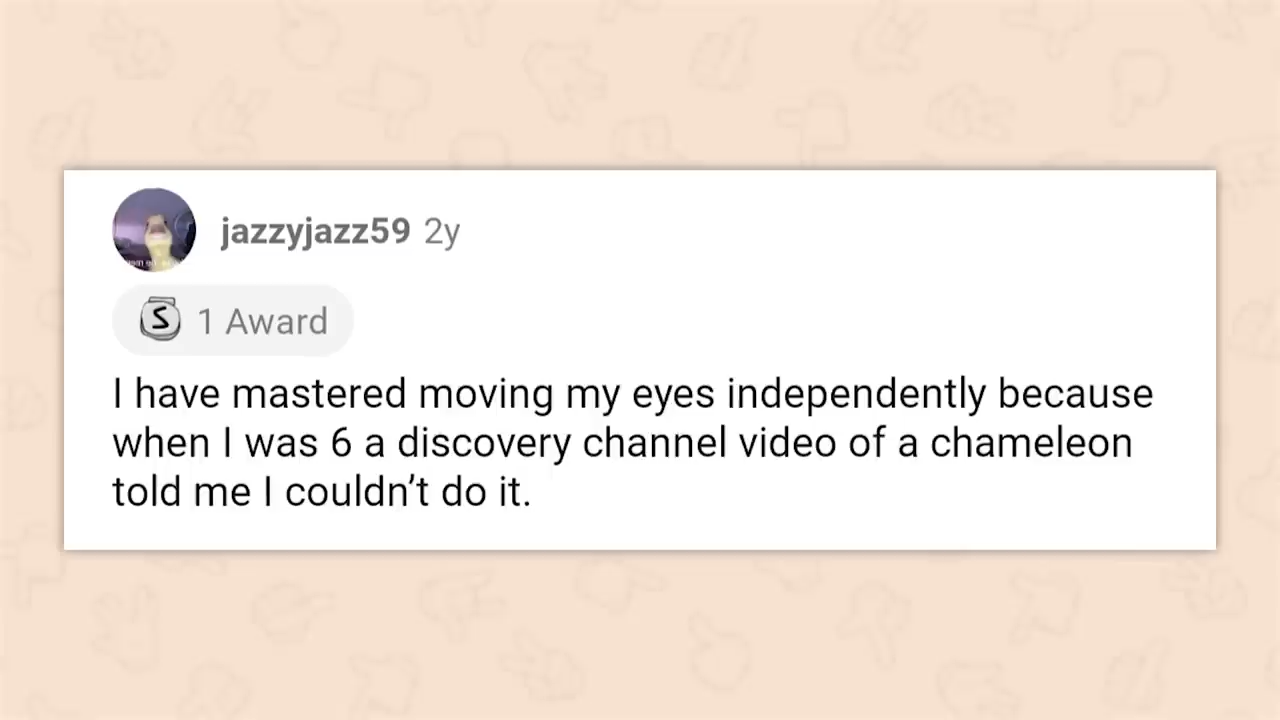 jazzyjazz59 2y
S 1 Award
I have mastered moving my eyes independently because
when I was 6 a discovery channel video of a chameleon
told me I couldn’t do it.